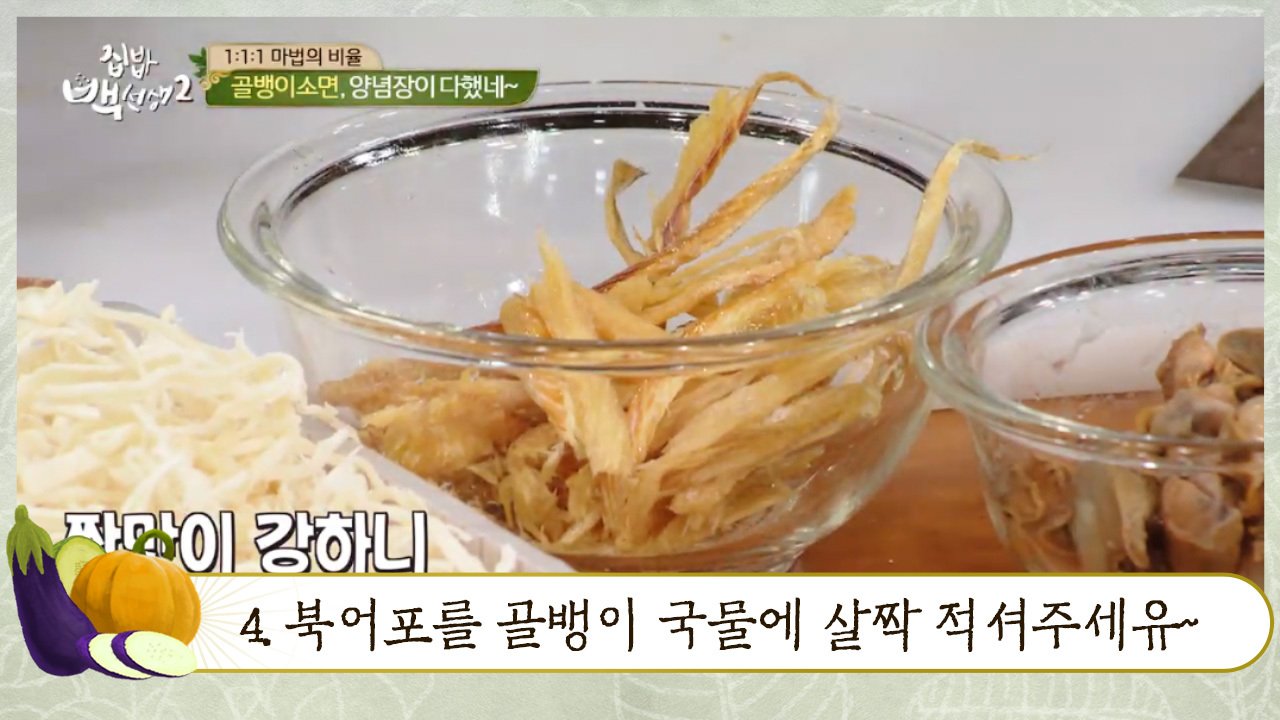 집밥
백선생2
1:1:1 마법의 비율
골뱅이소면, 양념장이 다했네~
짠맛이 강하니
4. 북어포를 골뱅이 국물에 살짝 적셔주세유~